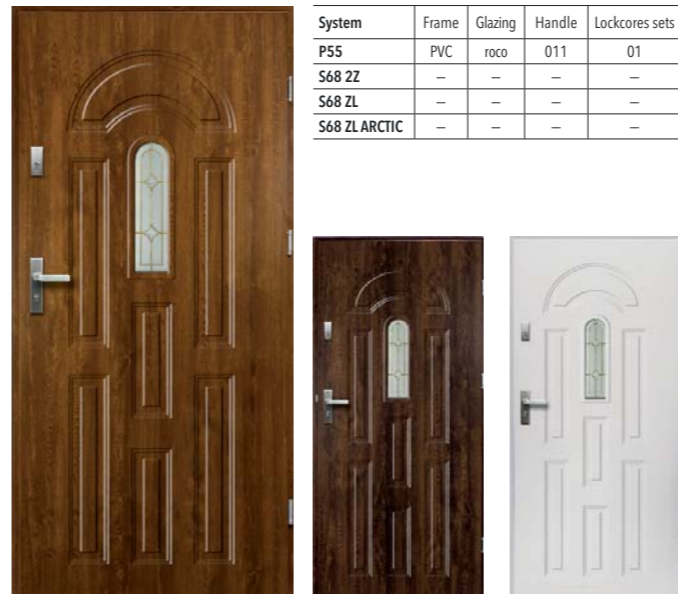 System Frame Glazing Handle Lockcores sets
P55 PVC roco 011 01
S68 2Z – – – –
S68 ZL – – – –
S68 ZL ARCTIC – – – –